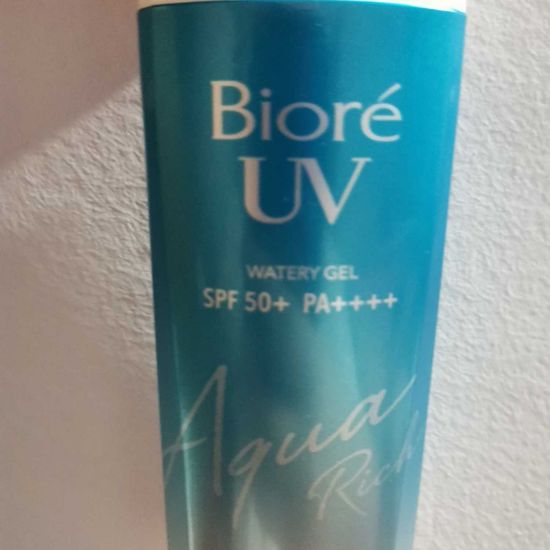 Bioré
UV
WATERY GEL
SPF 50+ PA++++
Aqua
Rich